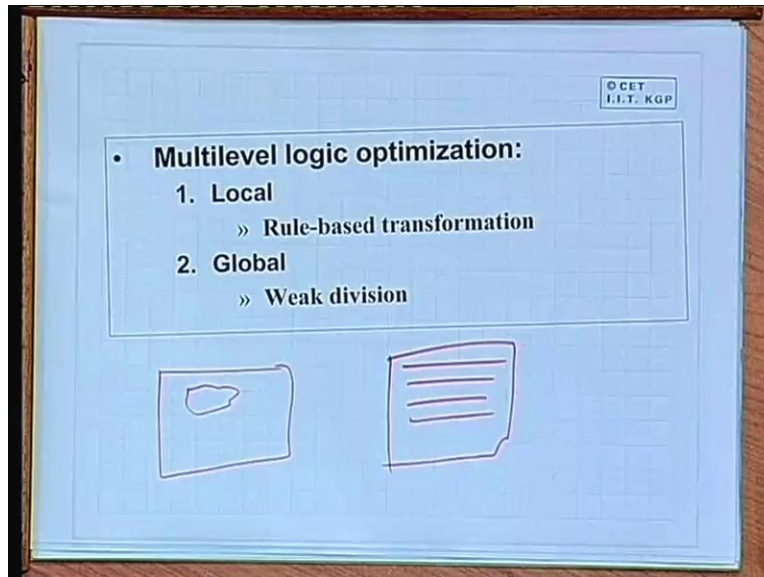 © CET
I.I.T. KGP
• Multilevel logic optimization:
1. Local
» Rule-based transformation
2. Global
» Weak division